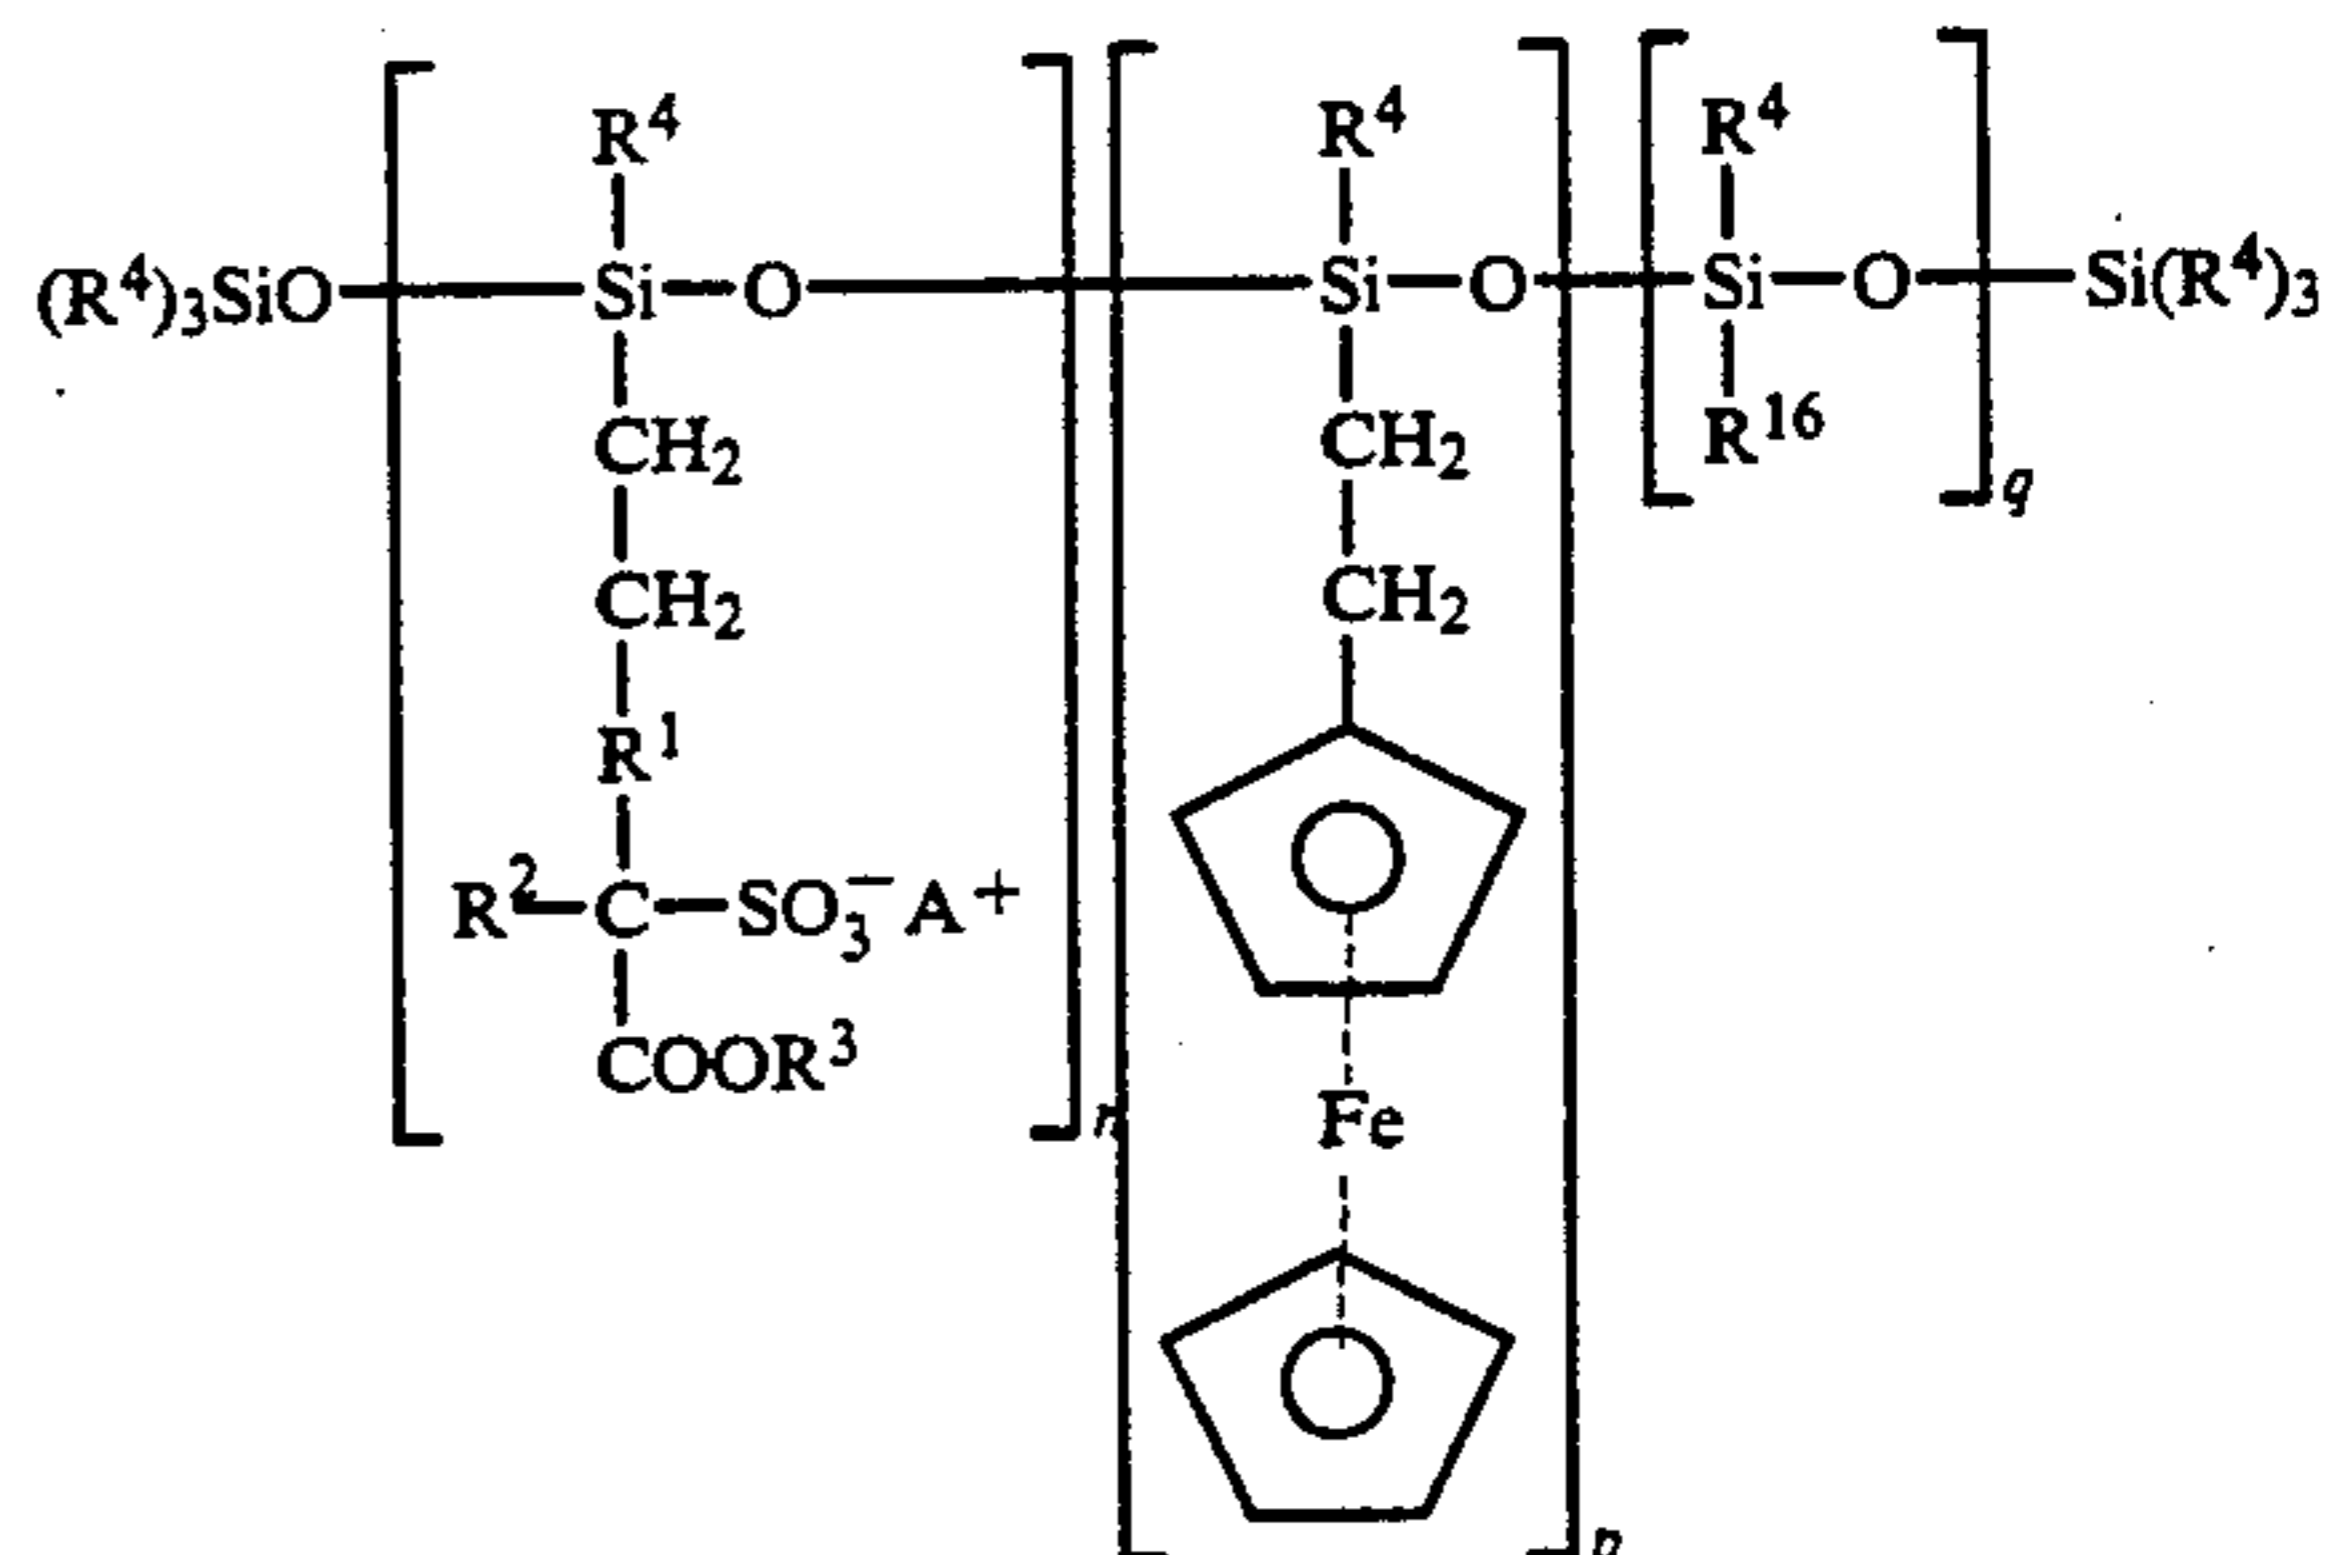 R⁴ R⁴ R⁴
(R⁴)₃SiO Si O Si O Si O Si(R⁴)₃
CH₂ CH₂ R¹⁶
q
CH₂ CH₂
R¹
R² C SO₃⁻ A⁺
COOR³
n Fe